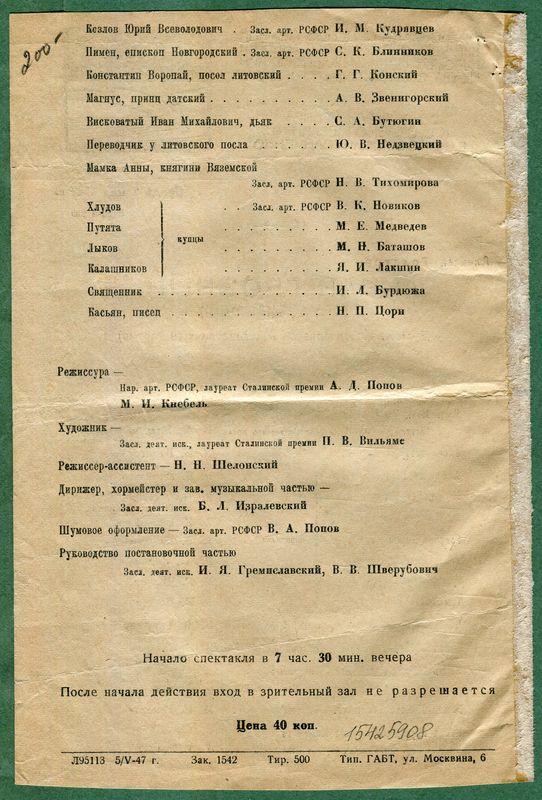 200-
Козлов Юрий Всеволодович . Засл. арт. РСФСР И. М. Кудрявцев
Пимен, епископ Новгородский . Засл. арт. РСФСР С. К. Блинников
Константин Воропай, посол литовский . . . . Г. Г. Конский
Магнус, принц датский . . . . . . . . . . А. В. Звенигорский
Висковатый Иван Михайлович, дьяк . . . . . С. А. Бутюгин
Переводчик у литовского посла . . . . . . . Ю. В. Недзвецкий
Мамка Анны, княгини Вяземской
Засл. арт. РСФСР Н. В. Тихомирова
Хлудов . . Засл. арт. РСФСР В. К. Новиков
Путята . . . . . . . . . М. Е. Медведев
купцы
Лыков . . . . . . . . . М. Н. Баташов
Калашников . . . . . . . . . Я. И. Лакшин
Священник . . . . . . . . . . . . . . . И. Л. Бурдюжа
Касьян, писец . . . . . . . . . . . . . Н. П. Цорн
Режиссура —
Нар. арт. РСФСР, лауреат Сталинской премии А. Д. Попов
М. И. Кнебель
Художник —
Засл. деят. иск., лауреат Сталинской премии П. В. Вильямс
Режиссер-ассистент — Н. Н. Шелонский
Дирижер, хормейстер и зав. музыкальной частью —
Засл. деят. иск. Б. Л. Изралевский
Шумовое оформление — Засл. арт. РСФСР В. А. Попов
Руководство постановочной частью
Засл. деят. иск. И. Я. Гремиславский, В. В. Шверубович
Начало спектакля в 7 час. 30 мин. вечера
После начала действия вход в зрительный зал не разрешается
Цена 40 коп.
15425908
Л95113 5/V-47 г. Зак. 1542 Тир. 500 Тип. ГАБТ, ул. Москвина, 6